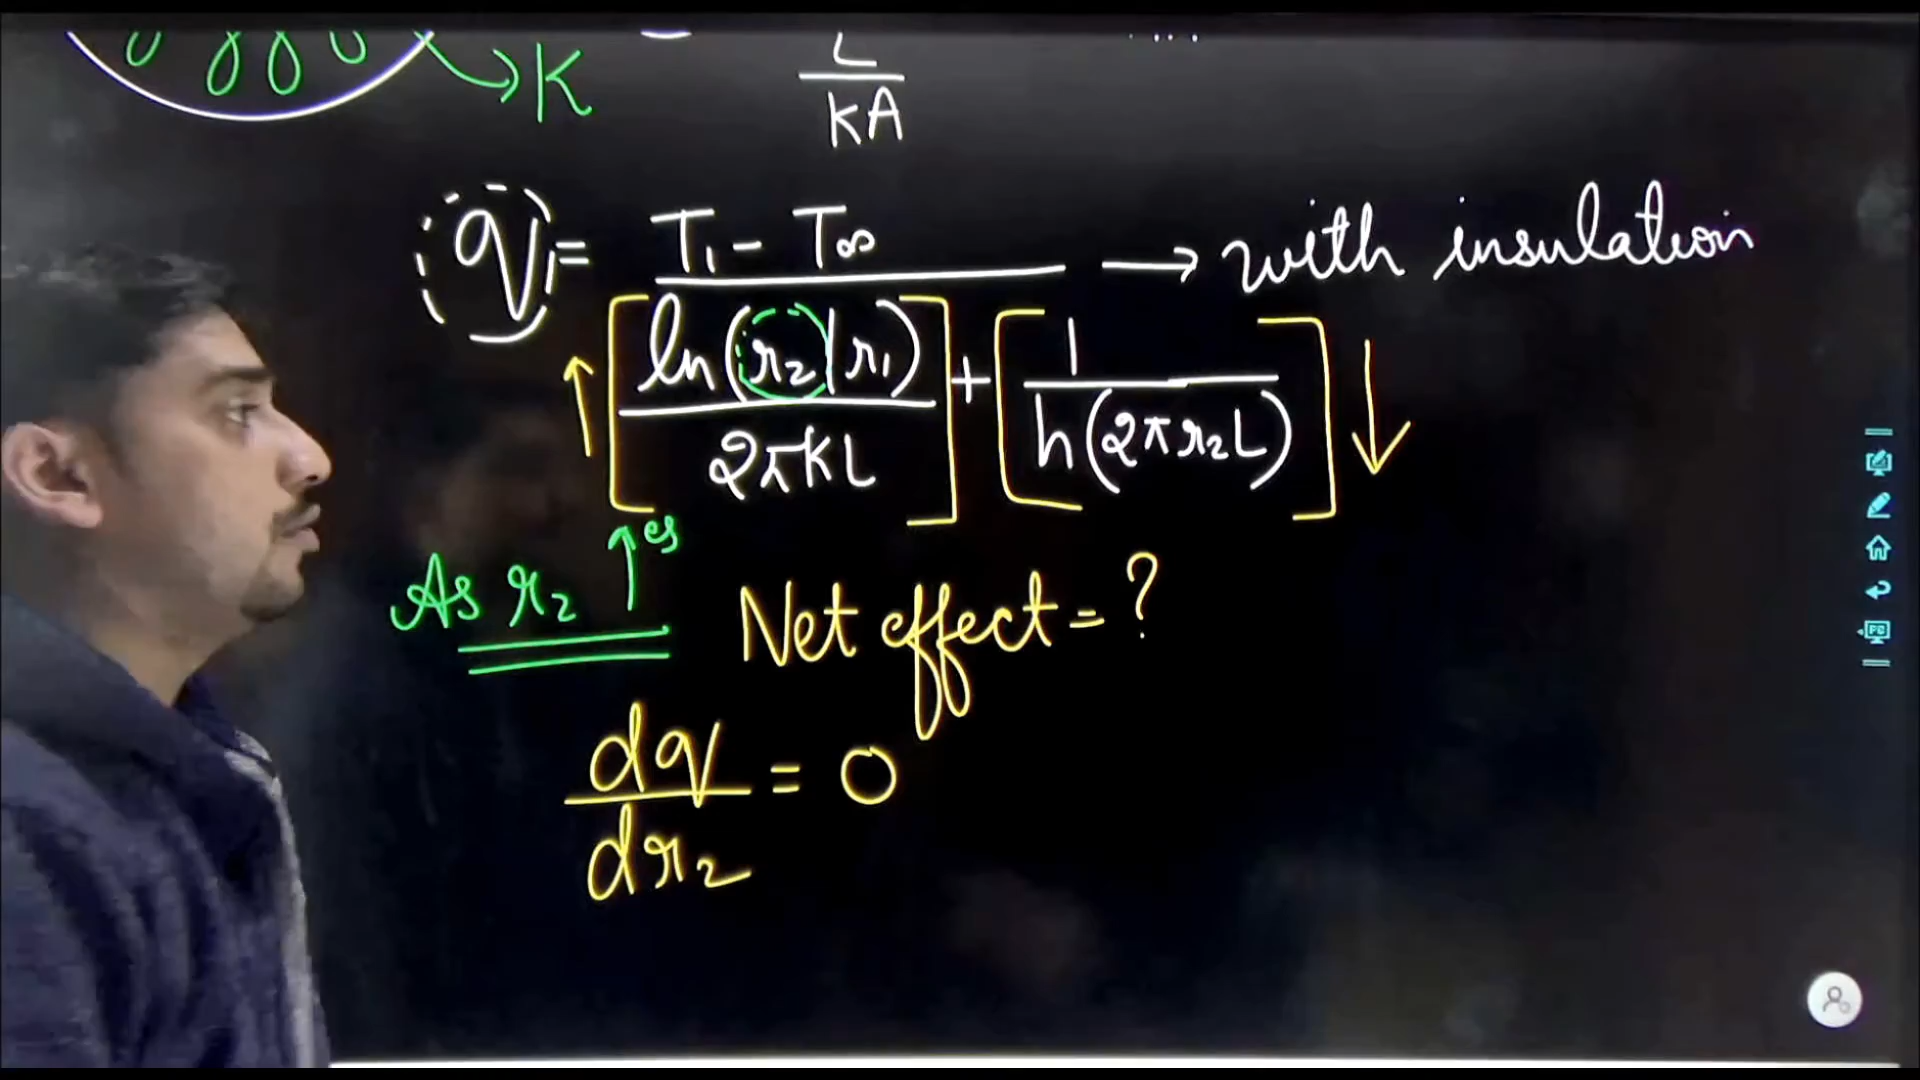 K
L
kA
q = T₁ - T∞ → with insulation
[ln(r₂/r₁) / 2πkL] + [1 / h(2πr₂L)]
As r₂ ↑es
Net effect = ?
dq/dr₂ = 0